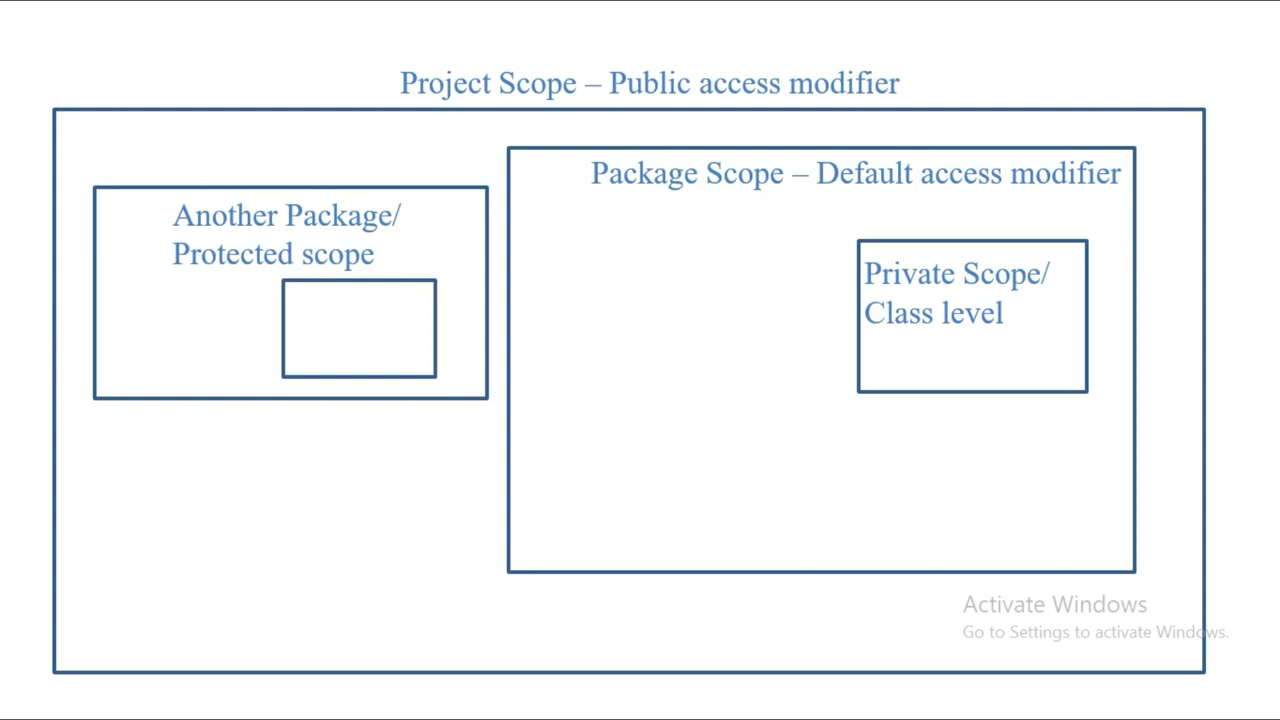 Project Scope – Public access modifier
Package Scope – Default access modifier
Another Package/
Protected scope
Private Scope/
Class level
Activate Windows
Go to Settings to activate Windows.